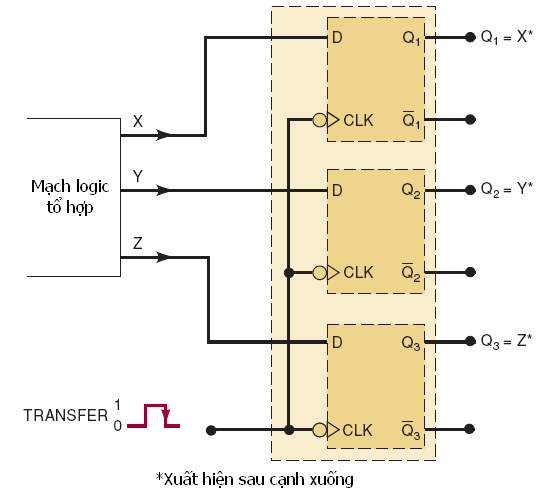 D Q₁ Q₁ = X*
X
CLK Q̅₁
Mạch logic
tổ hợp
Y
D Q₂ Q₂ = Y*
Z
CLK Q̅₂
D Q₃ Q₃ = Z*
TRANSFER 1
0
CLK Q̅₃
*Xuất hiện sau cạnh xuống